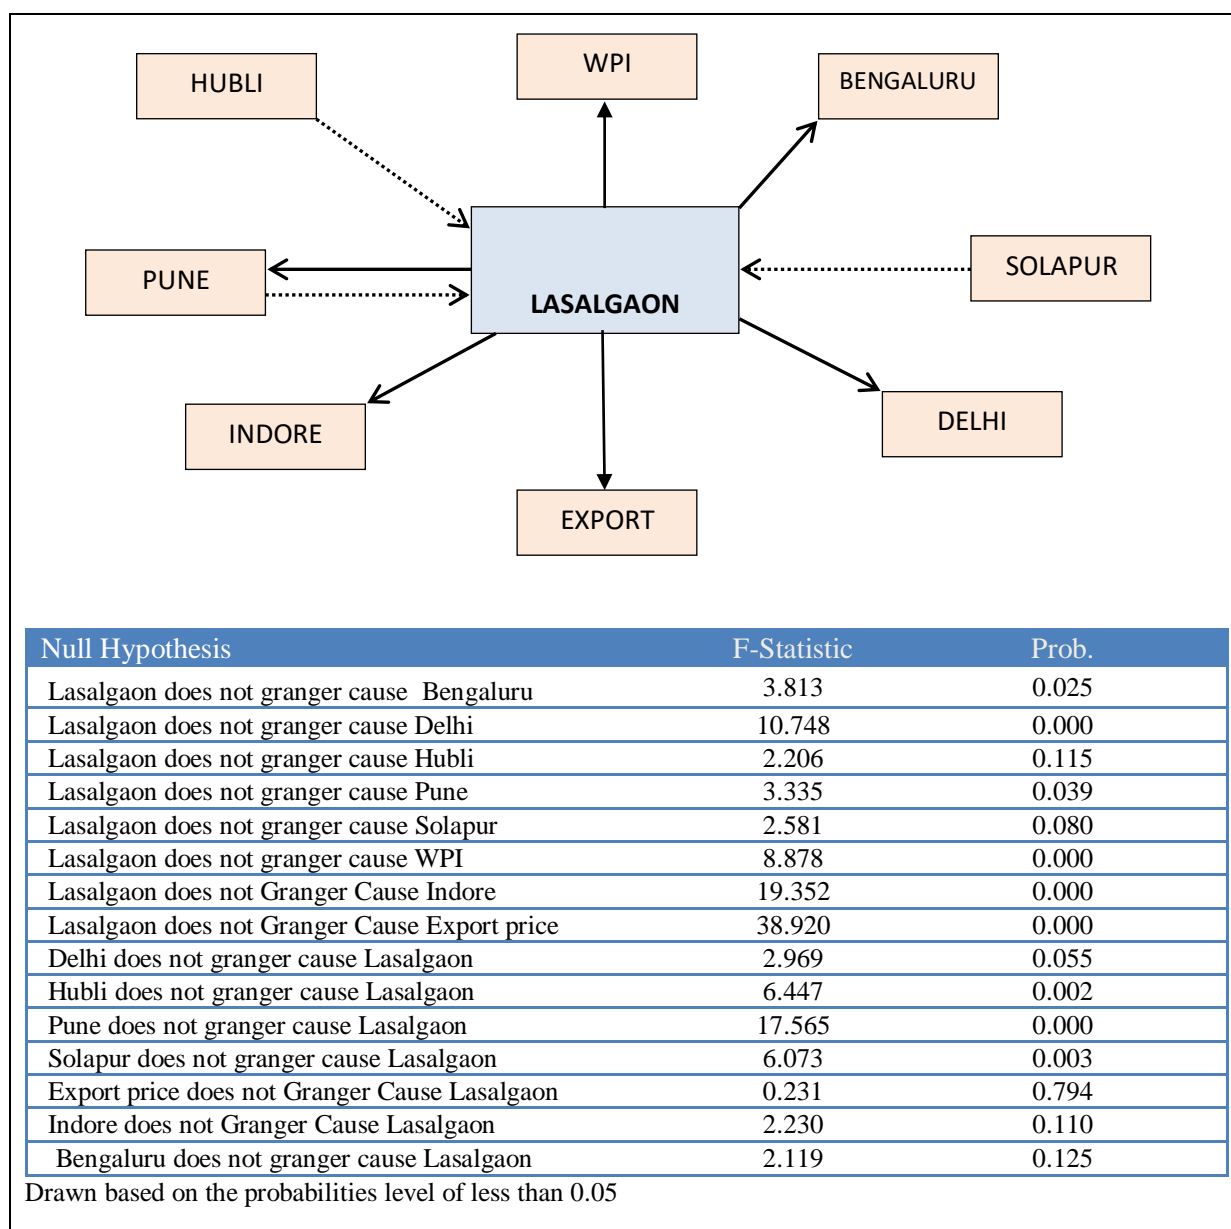 WPI
HUBLI
BENGALURU
PUNE
SOLAPUR
LASALGAON
INDORE
DELHI
EXPORT
Null Hypothesis F-Statistic Prob.
Lasalgaon does not granger cause Bengaluru 3.813 0.025
Lasalgaon does not granger cause Delhi 10.748 0.000
Lasalgaon does not granger cause Hubli 2.206 0.115
Lasalgaon does not granger cause Pune 3.335 0.039
Lasalgaon does not granger cause Solapur 2.581 0.080
Lasalgaon does not granger cause WPI 8.878 0.000
Lasalgaon does not Granger Cause Indore 19.352 0.000
Lasalgaon does not Granger Cause Export price 38.920 0.000
Delhi does not granger cause Lasalgaon 2.969 0.055
Hubli does not granger cause Lasalgaon 6.447 0.002
Pune does not granger cause Lasalgaon 17.565 0.000
Solapur does not granger cause Lasalgaon 6.073 0.003
Export price does not Granger Cause Lasalgaon 0.231 0.794
Indore does not Granger Cause Lasalgaon 2.230 0.110
Bengaluru does not granger cause Lasalgaon 2.119 0.125
Drawn based on the probabilities level of less than 0.05